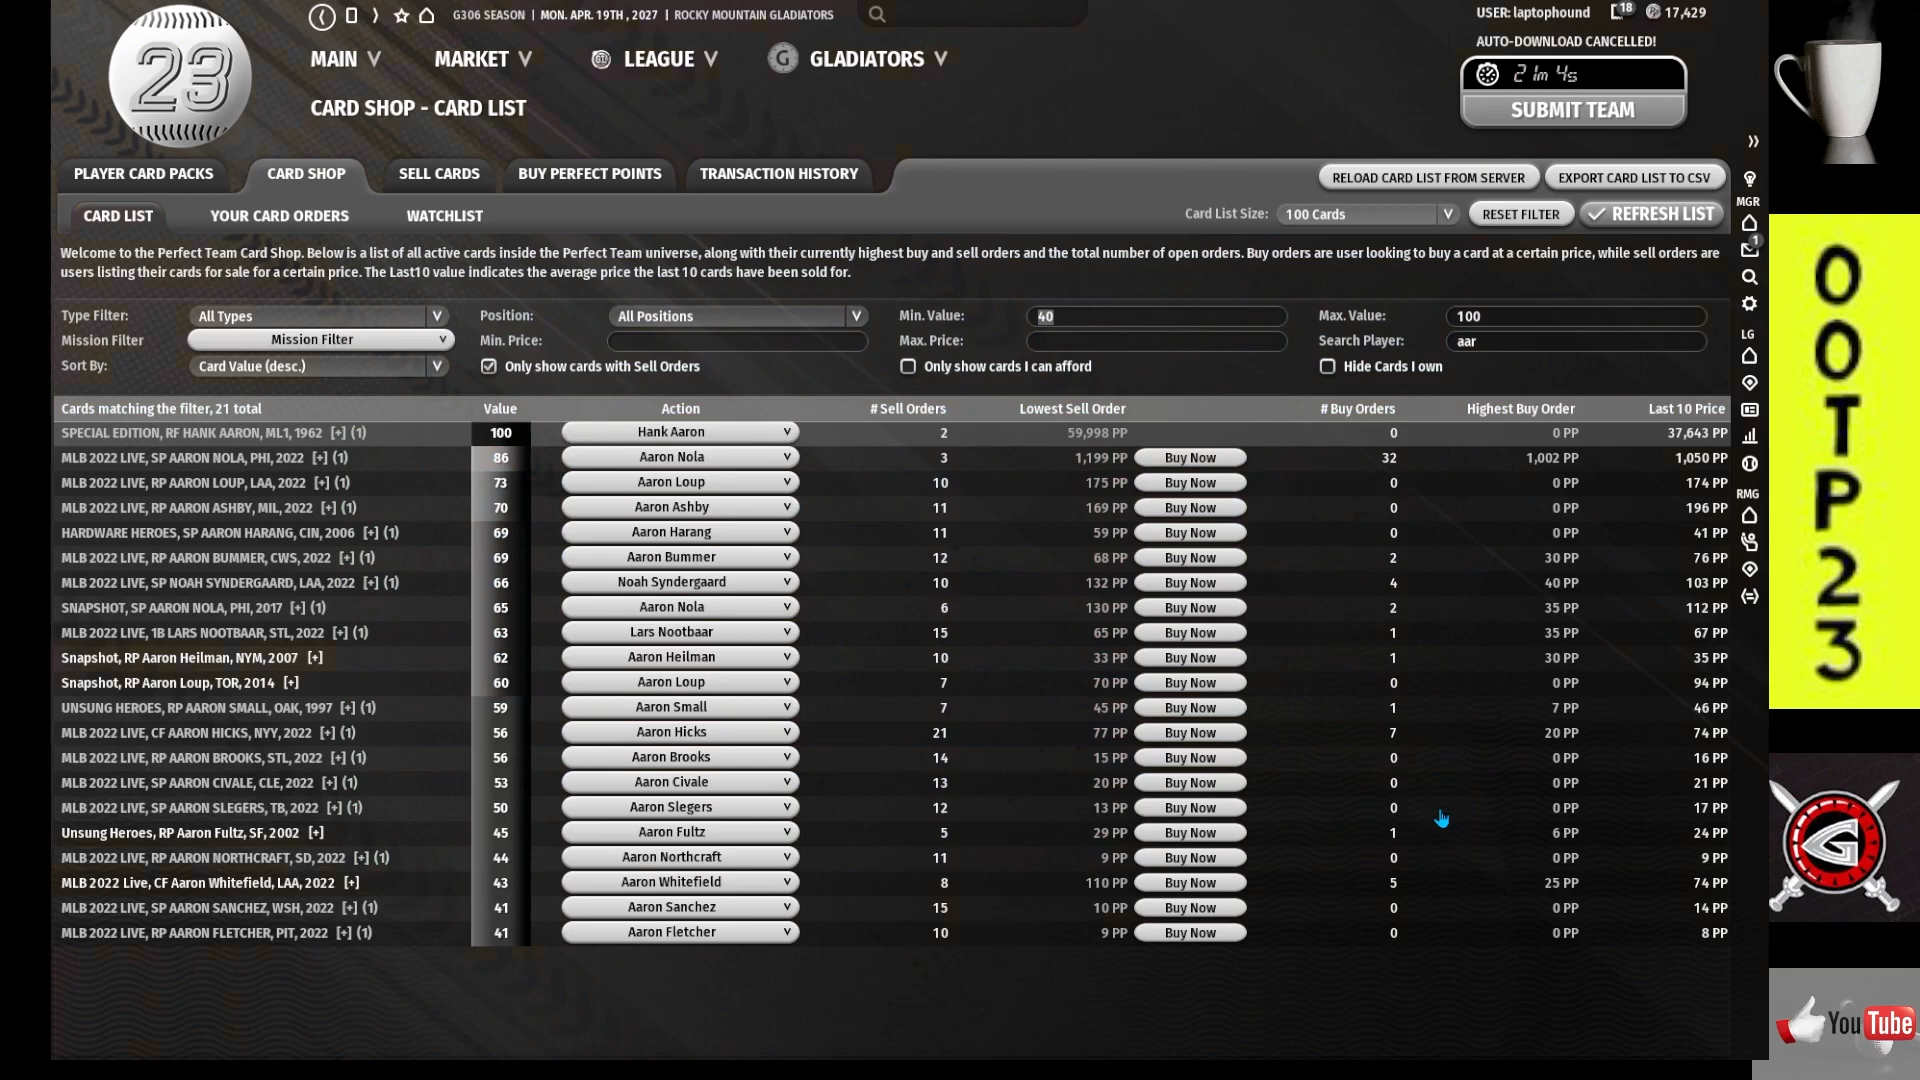 G306 SEASON | MON. APR. 19TH , 2027 | ROCKY MOUNTAIN GLADIATORS
USER: laptophound 18 17,429
AUTO-DOWNLOAD CANCELLED!
23
MAIN MARKET LEAGUE G GLADIATORS
21m 4s
CARD SHOP - CARD LIST
SUBMIT TEAM
PLAYER CARD PACKS CARD SHOP SELL CARDS BUY PERFECT POINTS TRANSACTION HISTORY RELOAD CARD LIST FROM SERVER EXPORT CARD LIST TO CSV
CARD LIST YOUR CARD ORDERS WATCHLIST Card List Size: 100 Cards RESET FILTER REFRESH LIST
Welcome to the Perfect Team Card Shop. Below is a list of all active cards inside the Perfect Team universe, along with their currently highest buy and sell orders and the total number of open orders. Buy orders are user looking to buy a card at a certain price, while sell orders are
users listing their cards for sale for a certain price. The Last10 value indicates the average price the last 10 cards have been sold for.
Type Filter: All Types Position: All Positions Min. Value: 40 Max. Value: 100
Mission Filter Mission Filter Min. Price: Max. Price: Search Player: aar
Sort By: Card Value (desc.) Only show cards with Sell Orders Only show cards I can afford Hide Cards I own
Cards matching the filter, 21 total Value Action # Sell Orders Lowest Sell Order # Buy Orders Highest Buy Order Last 10 Price
SPECIAL EDITION, RF HANK AARON, ML1, 1962 [+] (1) 100 Hank Aaron 2 59,998 PP 0 0 PP 37,643 PP
MLB 2022 LIVE, SP AARON NOLA, PHI, 2022 [+] (1) 86 Aaron Nola 3 1,199 PP Buy Now 32 1,002 PP 1,050 PP
MLB 2022 LIVE, RP AARON LOUP, LAA, 2022 [+] (1) 73 Aaron Loup 10 175 PP Buy Now 0 0 PP 174 PP
MLB 2022 LIVE, RP AARON ASHBY, MIL, 2022 [+] (1) 70 Aaron Ashby 11 169 PP Buy Now 0 0 PP 196 PP
HARDWARE HEROES, SP AARON HARANG, CIN, 2006 [+] (1) 69 Aaron Harang 11 59 PP Buy Now 0 0 PP 41 PP
MLB 2022 LIVE, RP AARON BUMMER, CWS, 2022 [+] (1) 69 Aaron Bummer 12 68 PP Buy Now 2 30 PP 76 PP
MLB 2022 LIVE, SP NOAH SYNDERGAARD, LAA, 2022 [+] (1) 66 Noah Syndergaard 10 132 PP Buy Now 4 40 PP 103 PP
SNAPSHOT, SP AARON NOLA, PHI, 2017 [+] (1) 65 Aaron Nola 6 130 PP Buy Now 2 35 PP 112 PP
MLB 2022 LIVE, 1B LARS NOOTBAAR, STL, 2022 [+] (1) 63 Lars Nootbaar 15 65 PP Buy Now 1 35 PP 67 PP
Snapshot, RP Aaron Heilman, NYM, 2007 [+] 62 Aaron Heilman 10 33 PP Buy Now 1 30 PP 35 PP
Snapshot, RP Aaron Loup, TOR, 2014 [+] 60 Aaron Loup 7 70 PP Buy Now 0 0 PP 94 PP
UNSUNG HEROES, RP AARON SMALL, OAK, 1997 [+] (1) 59 Aaron Small 7 45 PP Buy Now 1 7 PP 46 PP
MLB 2022 LIVE, CF AARON HICKS, NYY, 2022 [+] (1) 56 Aaron Hicks 21 77 PP Buy Now 7 20 PP 74 PP
MLB 2022 LIVE, RP AARON BROOKS, STL, 2022 [+] (1) 56 Aaron Brooks 14 15 PP Buy Now 0 0 PP 16 PP
MLB 2022 LIVE, SP AARON CIVALE, CLE, 2022 [+] (1) 53 Aaron Civale 13 20 PP Buy Now 0 0 PP 21 PP
MLB 2022 LIVE, SP AARON SLEGERS, TB, 2022 [+] (1) 50 Aaron Slegers 12 13 PP Buy Now 0 0 PP 17 PP
Unsung Heroes, RP Aaron Fultz, SF, 2002 [+] 45 Aaron Fultz 5 29 PP Buy Now 1 6 PP 24 PP
MLB 2022 LIVE, RP AARON NORTHCRAFT, SD, 2022 [+] (1) 44 Aaron Northcraft 11 9 PP Buy Now 0 0 PP 9 PP
MLB 2022 Live, CF Aaron Whitefield, LAA, 2022 [+] 43 Aaron Whitefield 8 110 PP Buy Now 5 25 PP 74 PP
MLB 2022 LIVE, SP AARON SANCHEZ, WSH, 2022 [+] (1) 41 Aaron Sanchez 15 10 PP Buy Now 0 0 PP 14 PP
MLB 2022 LIVE, RP AARON FLETCHER, PIT, 2022 [+] (1) 41 Aaron Fletcher 10 9 PP Buy Now 0 0 PP 8 PP
MGR
1
LG
RMG
O
O
T
P
2
3
G
YouTube